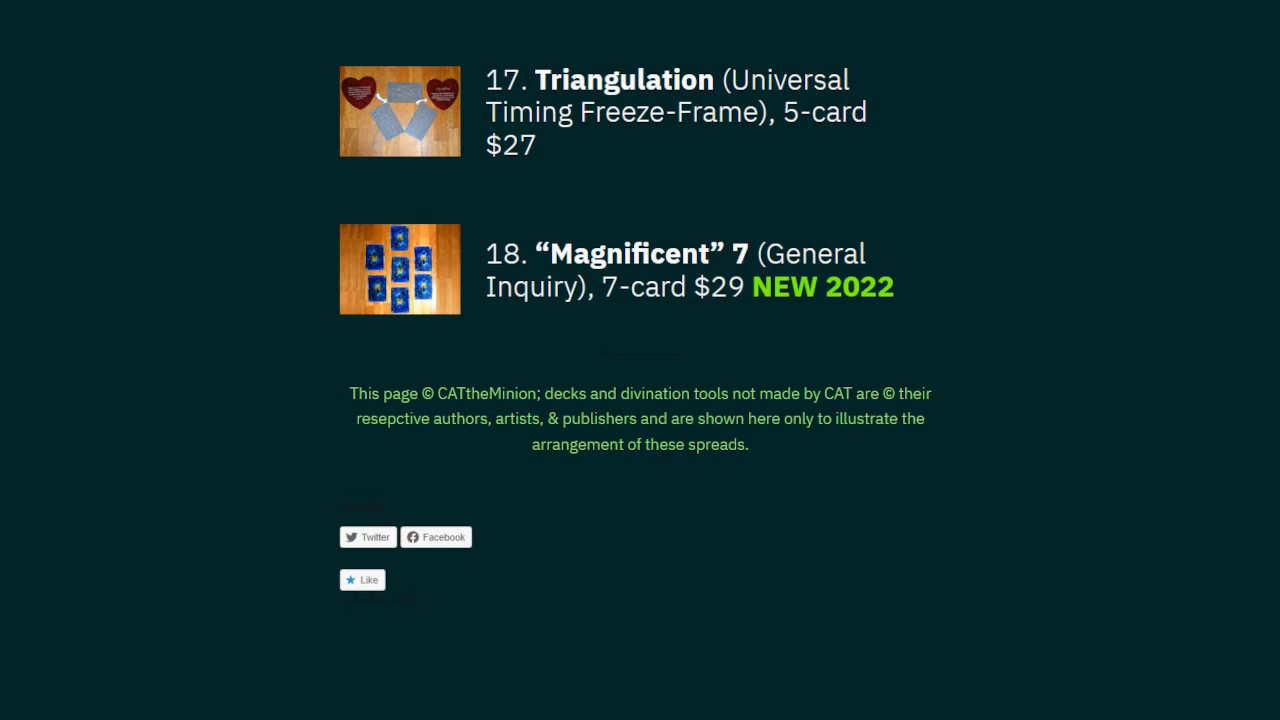 17. Triangulation (Universal
Timing Freeze-Frame), 5-card
$27
18. “Magnificent” 7 (General
Inquiry), 7-card $29 NEW 2022
This page © CATtheMinion; decks and divination tools not made by CAT are © their
resepctive authors, artists, & publishers and are shown here only to illustrate the
arrangement of these spreads.
Twitter Facebook
Like